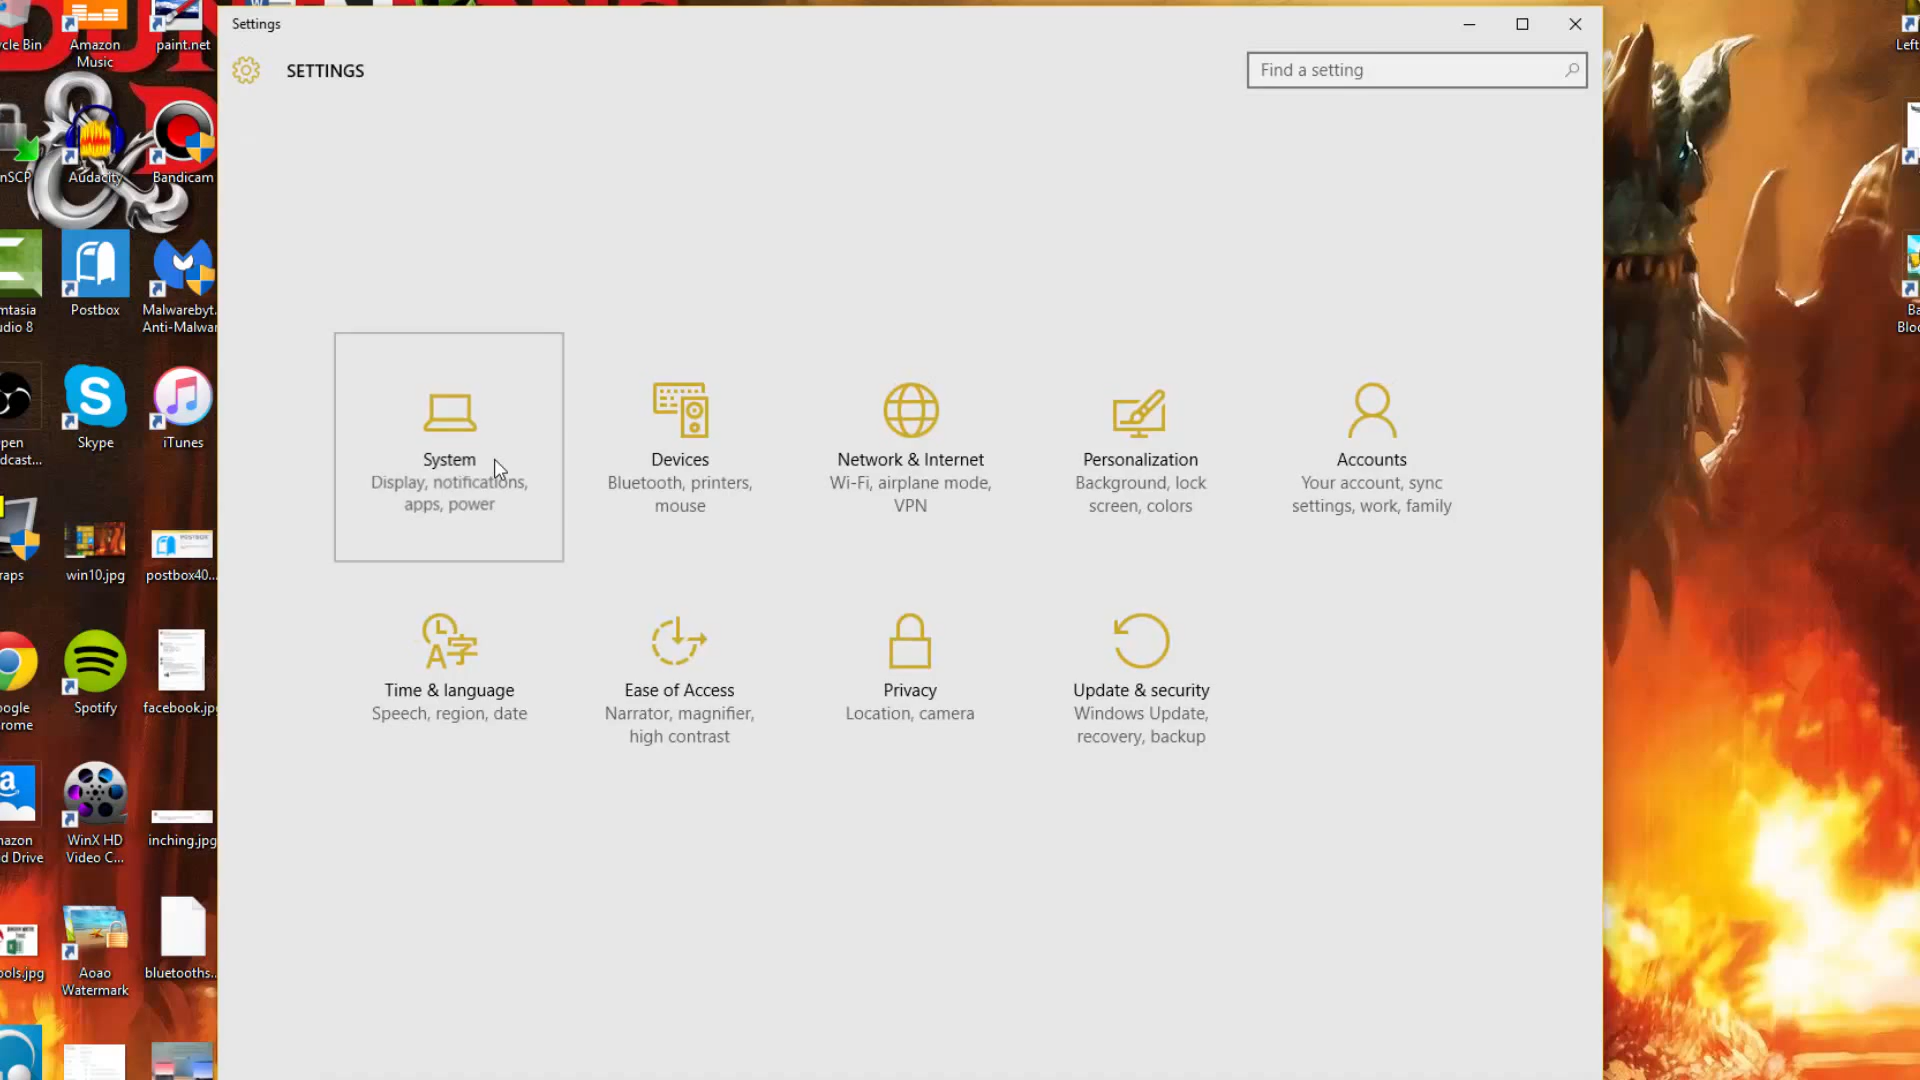 Settings
SETTINGS
Find a setting
System
Display, notifications,
apps, power
Devices
Bluetooth, printers,
mouse
Network & Internet
Wi-Fi, airplane mode,
VPN
Personalization
Background, lock
screen, colors
Accounts
Your account, sync
settings, work, family
Time & language
Speech, region, date
Ease of Access
Narrator, magnifier,
high contrast
Privacy
Location, camera
Update & security
Windows Update,
recovery, backup
cle Bin
Amazon
Music
paint.net
nSCP
Audacity
Bandicam
mtasia
udio 8
Postbox
Malwarebyt.
Anti-Malwar
pen
dcast...
Skype
iTunes
raps
win10.jpg
postbox40...
ogle
rome
Spotify
facebook.jp
azon
d Drive
WinX HD
Video C...
inching.jpg
ools.jpg
Aoao
Watermark
bluetooths..
Left
Ba
Bloc